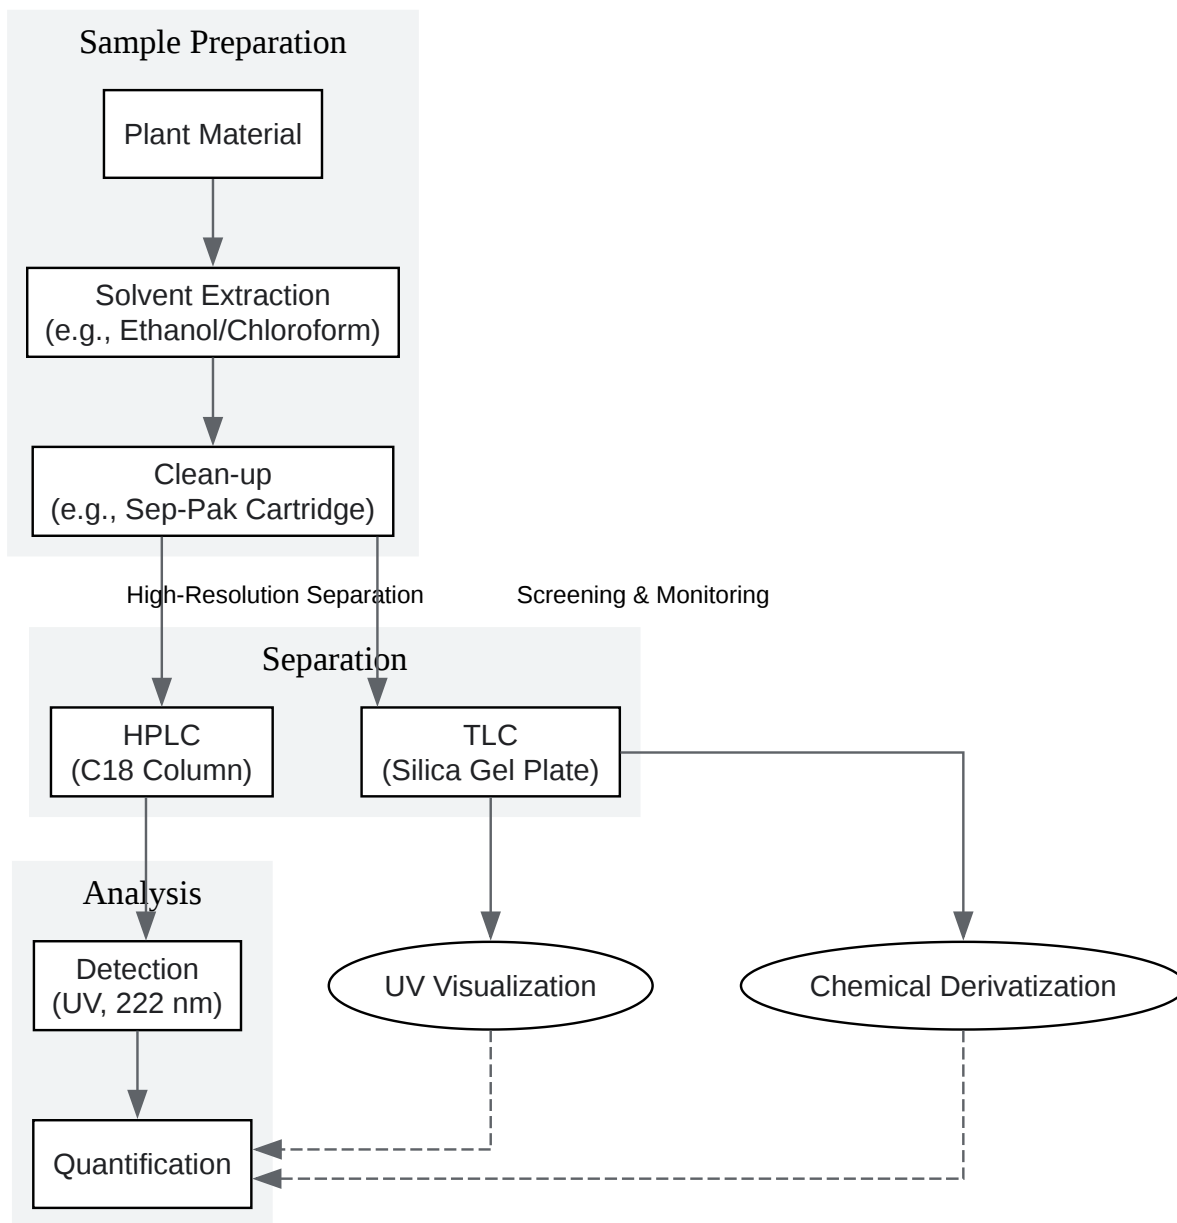 Sample Preparation
Plant Material
Solvent Extraction
(e.g., Ethanol/Chloroform)
Clean-up
(e.g., Sep-Pak Cartridge)
High-Resolution Separation
Screening & Monitoring
Separation
HPLC
(C18 Column)
TLC
(Silica Gel Plate)
Analysis
Detection
(UV, 222 nm)
UV Visualization
Chemical Derivatization
Quantification